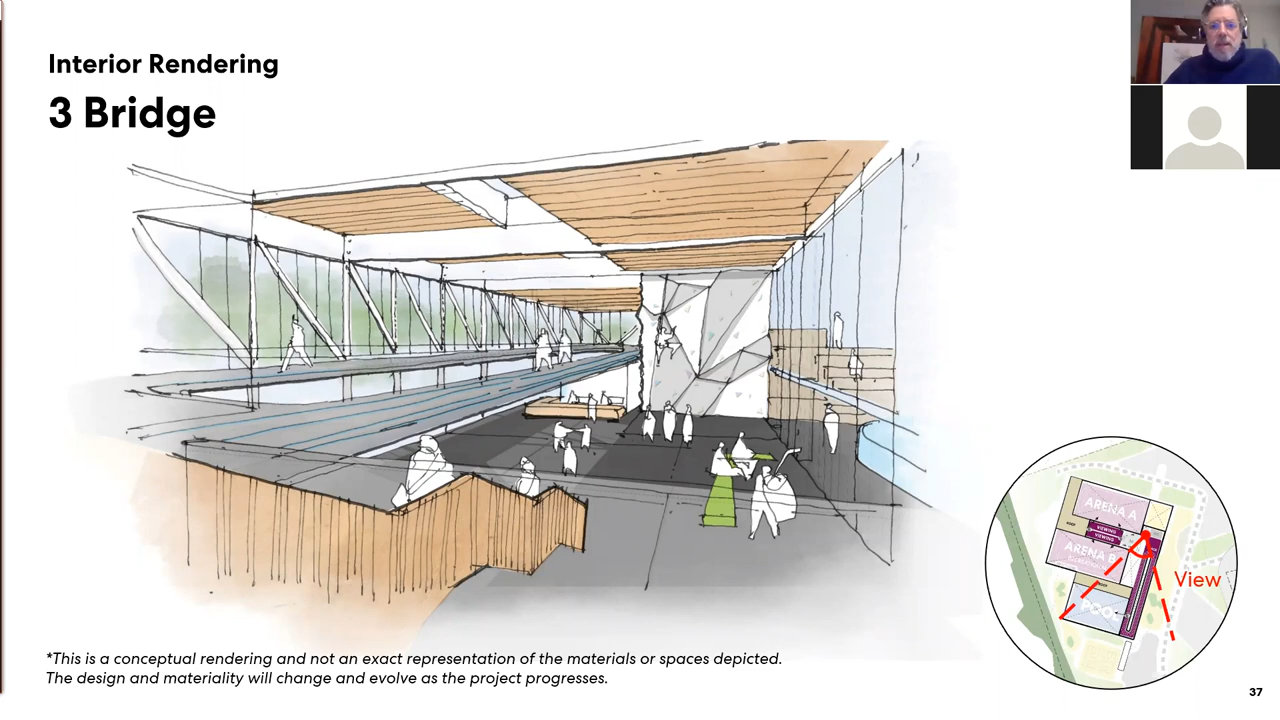 Interior Rendering
3 Bridge
ARENA A
ROOF
VIEWING
VIEWING
ARENA B
POOL
View
*This is a conceptual rendering and not an exact representation of the materials or spaces depicted.
The design and materiality will change and evolve as the project progresses.
37